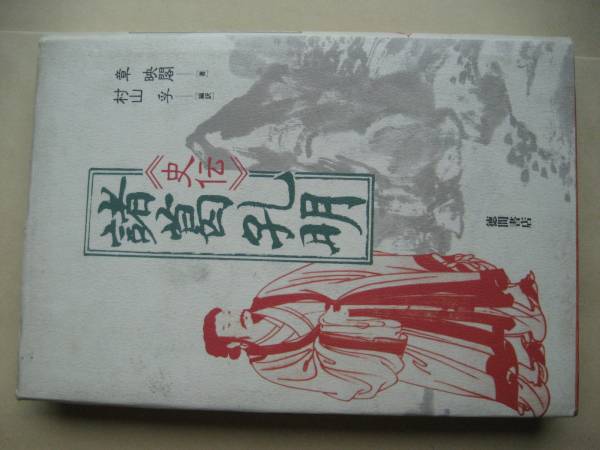 章 映閣 著
村山 孚 編訳
《史伝》
諸葛孔明
徳間書店